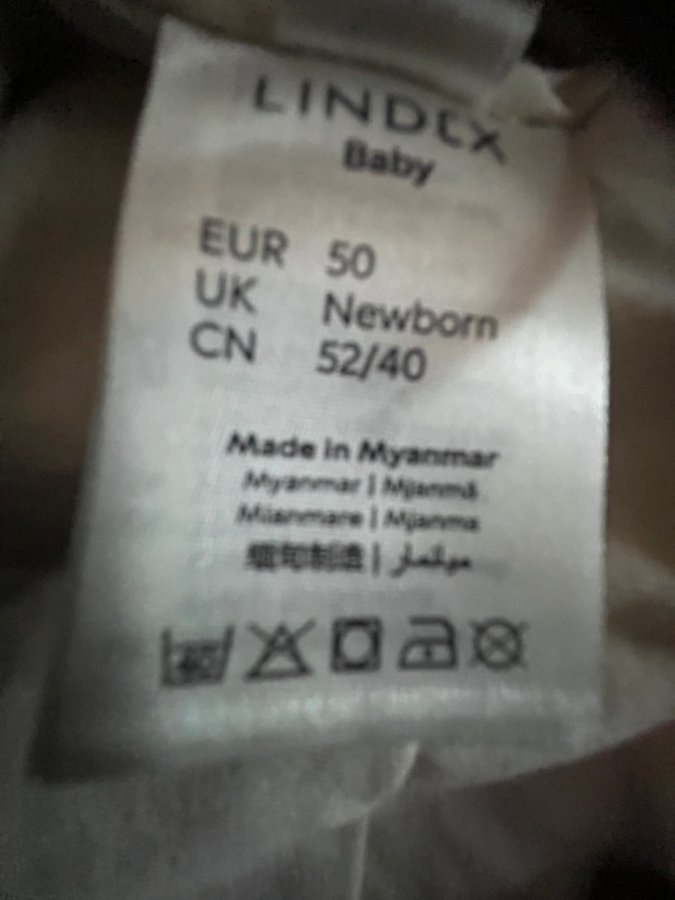 LINDEX
Baby
EUR 50
UK Newborn
CN 52/40
Made in Myanmar
Myanmar | Mjanmā
Mianmare | Mjanma
缅甸制造 | ميانمار
40